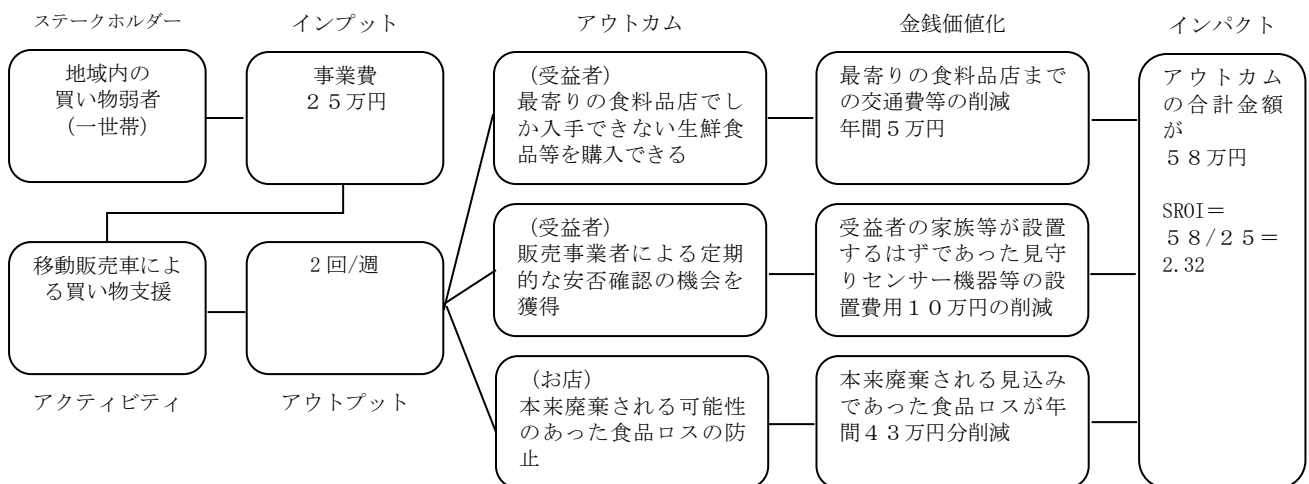 ステークホルダー
インプット
アウトカム
金銭価値化
インパクト
地域内の
買い物弱者
(一世帯)
事業費
２５万円
(受益者)
最寄りの食料品店でし
か入手できない生鮮食
品等を購入できる
最寄りの食料品店まで
の交通費等の削減
年間５万円
アウトカム
の合計金額
が
５８万円
SROI＝
５８/２５＝
2.32
移動販売車によ
る買い物支援
２回/週
(受益者)
販売事業者による定期
的な安否確認の機会を
獲得
受益者の家族等が設置
するはずであった見守
りセンサー機器等の設
置費用１０万円の削減
アクティビティ
アウトプット
(お店)
本来廃棄される可能性
のあった食品ロスの防
止
本来廃棄される見込み
であった食品ロスが年
間４３万円分削減